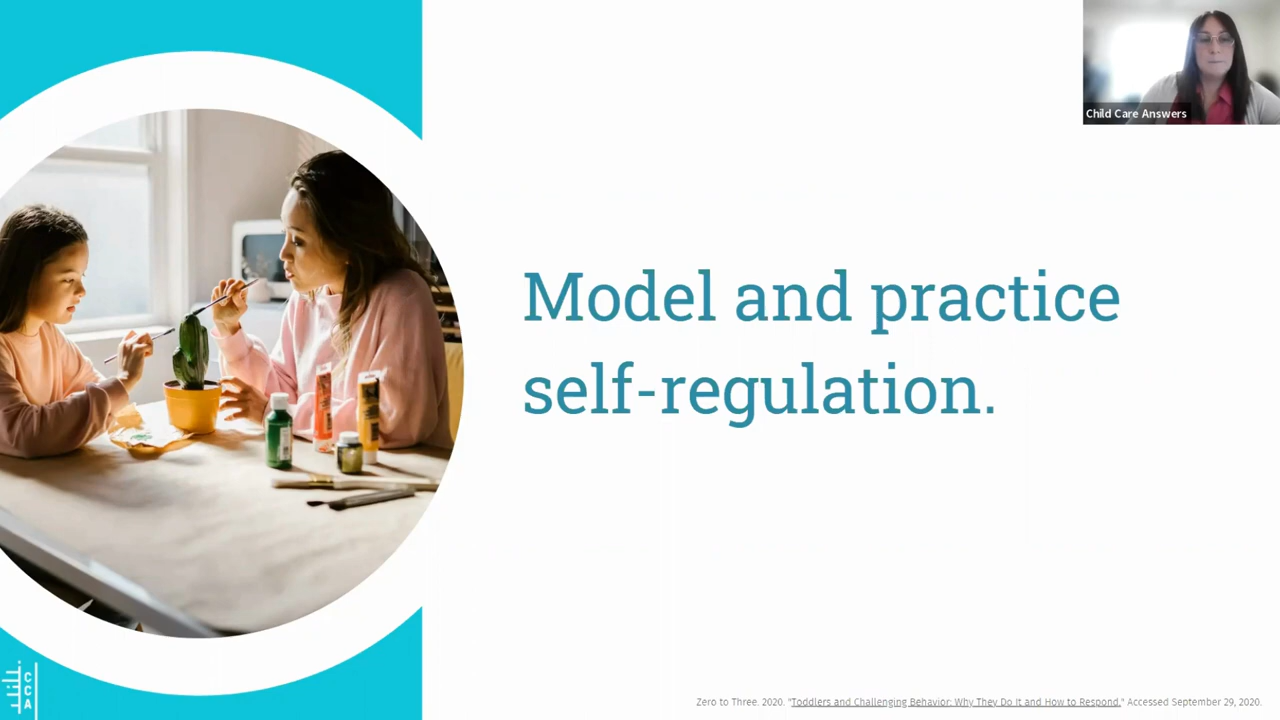 Child Care Answers
Model and practice
self-regulation.
CCA
Zero to Three. 2020. "Toddlers and Challenging Behavior: Why They Do It and How to Respond." Accessed September 29, 2020.